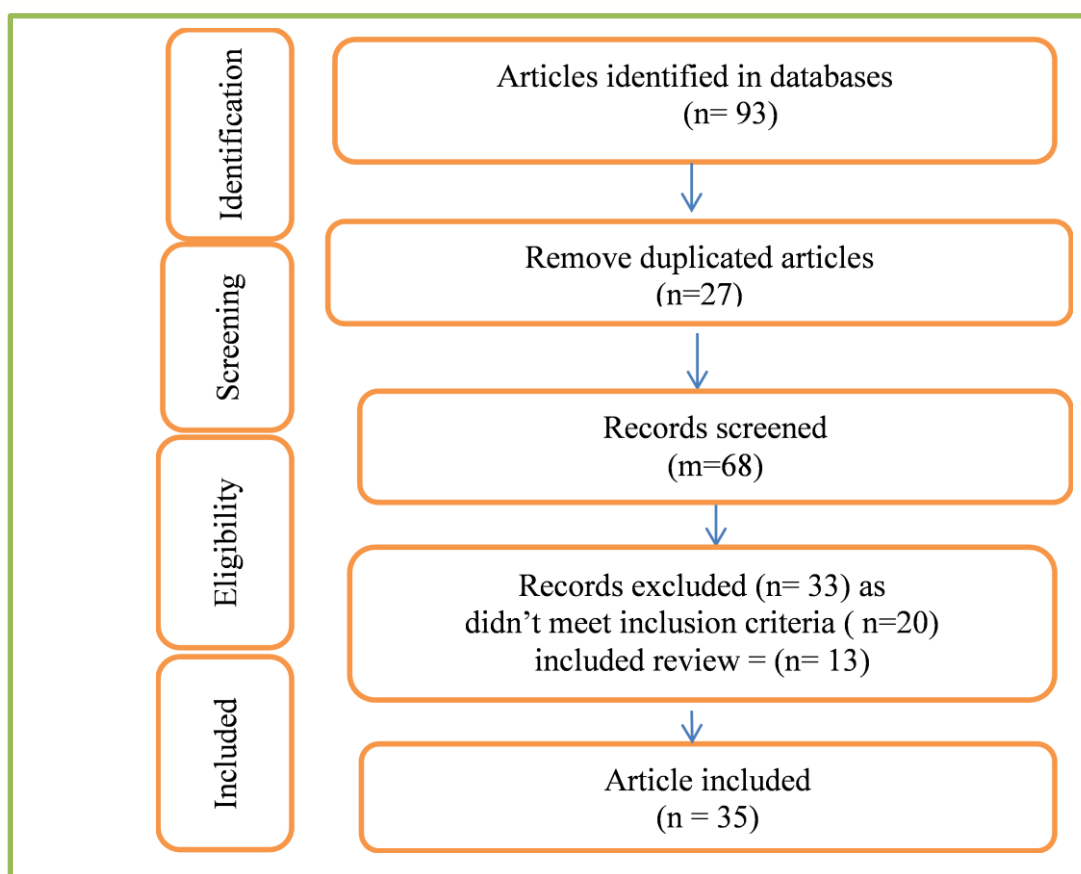 Identification
Articles identified in databases
(n= 93)
Screening
Remove duplicated articles
(n=27)
Records screened
(m=68)
Eligibility
Records excluded (n= 33) as
didn’t meet inclusion criteria ( n=20)
included review = (n= 13)
Included
Article included
(n = 35)